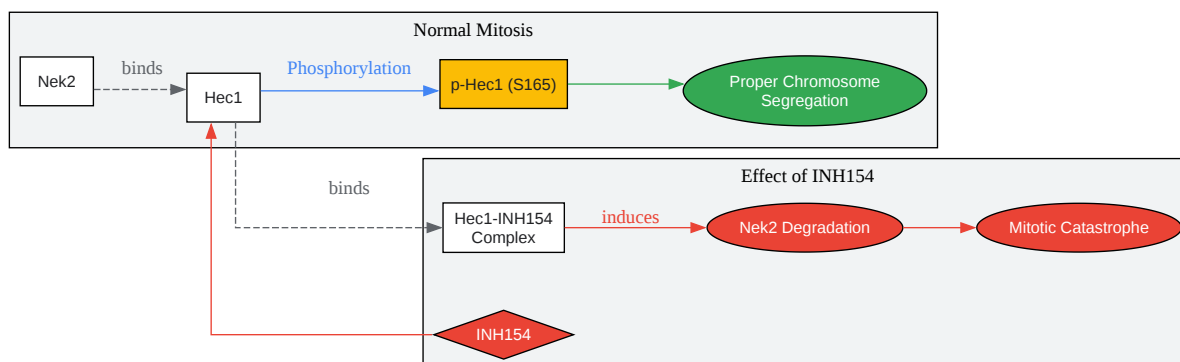 Normal Mitosis
Nek2
binds
Hec1
Phosphorylation
p-Hec1 (S165)
Proper Chromosome
Segregation
Effect of INH154
binds
Hec1-INH154
Complex
induces
Nek2 Degradation
Mitotic Catastrophe
INH154